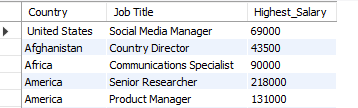 Country Job Title Highest_Salary
United States Social Media Manager 69000
Afghanistan Country Director 43500
Africa Communications Specialist 90000
America Senior Researcher 218000
America Product Manager 131000